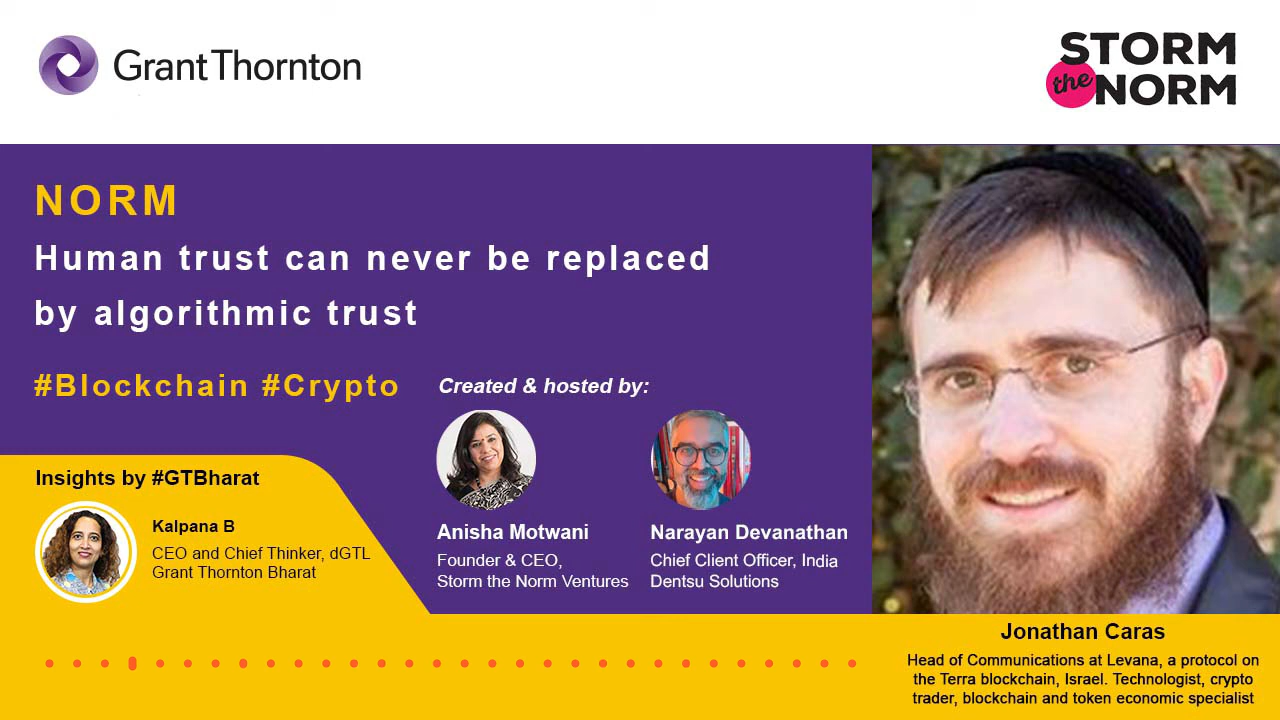 Grant Thornton
STORM
the NORM
NORM
Human trust can never be replaced
by algorithmic trust
#Blockchain #Crypto
Created & hosted by:
Anisha Motwani
Founder & CEO,
Storm the Norm Ventures
Narayan Devanathan
Chief Client Officer, India
Dentsu Solutions
Insights by #GTBharat
Kalpana B
CEO and Chief Thinker, dGTL
Grant Thornton Bharat
Jonathan Caras
Head of Communications at Levana, a protocol on
the Terra blockchain, Israel. Technologist, crypto
trader, blockchain and token economic specialist